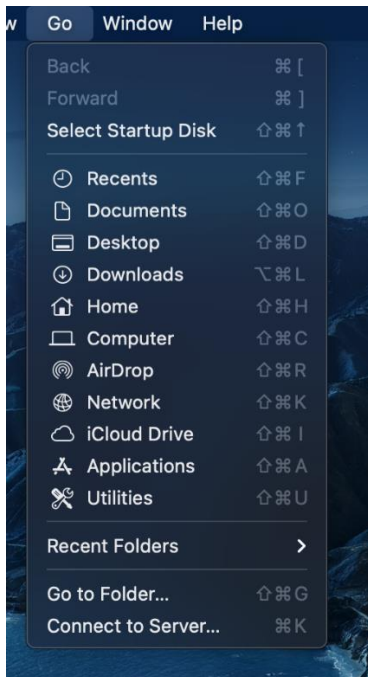 w Go Window Help
Back ⌘ [
Forward ⌘ ]
Select Startup Disk ⇧⌘↑
Recents ⇧⌘F
Documents ⇧⌘O
Desktop ⇧⌘D
Downloads ⌥⌘L
Home ⇧⌘H
Computer ⇧⌘C
AirDrop ⇧⌘R
Network ⇧⌘K
iCloud Drive ⇧⌘I
Applications ⇧⌘A
Utilities ⇧⌘U
Recent Folders >
Go to Folder... ⇧⌘G
Connect to Server... ⌘K